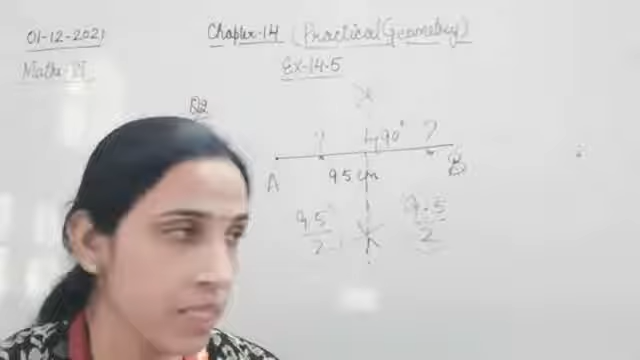 01-12-2021
Chapter-14 (Practical Geometry)
Maths-VI
Ex-14.5
Q2
? 90° ?
A 9.5 cm B
9.5/2 9.5/2